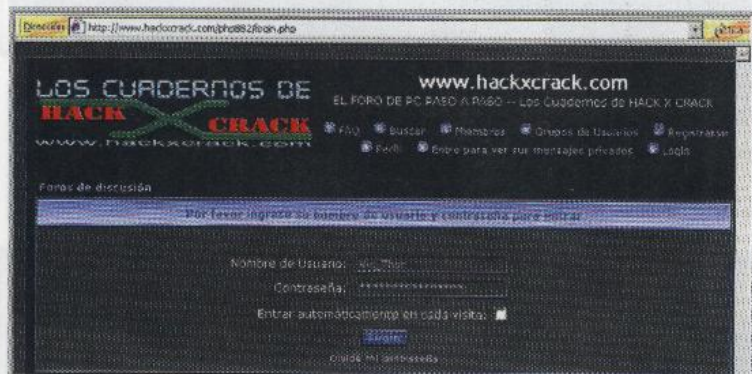 Dirección http://www.hackxcrack.com/phpBB2/login.php
LOS CUADERNOS DE
HACK X CRACK
www.hackxcrack.com
www.hackxcrack.com
EL FORO DE PC PASO A PASO -- Los Cuadernos de HACK X CRACK
FAQ Buscar Miembros Grupos de Usuarios Registrarse
Perfil Entre para ver sus mensajes privados Login
Foros de discusión
Por favor ingrese su nombre de usuario y contraseña para entrar
Nombre de Usuario: Vic_Thor
Contraseña: ******************
Entrar automáticamente en cada visita:
Olvidé mi contraseña